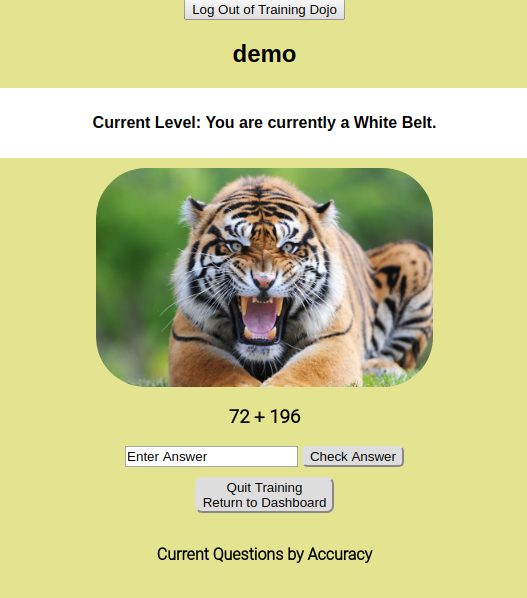 Log Out of Training Dojo
demo
Current Level: You are currently a White Belt.
72 + 196
Enter Answer Check Answer
Quit Training
Return to Dashboard
Current Questions by Accuracy